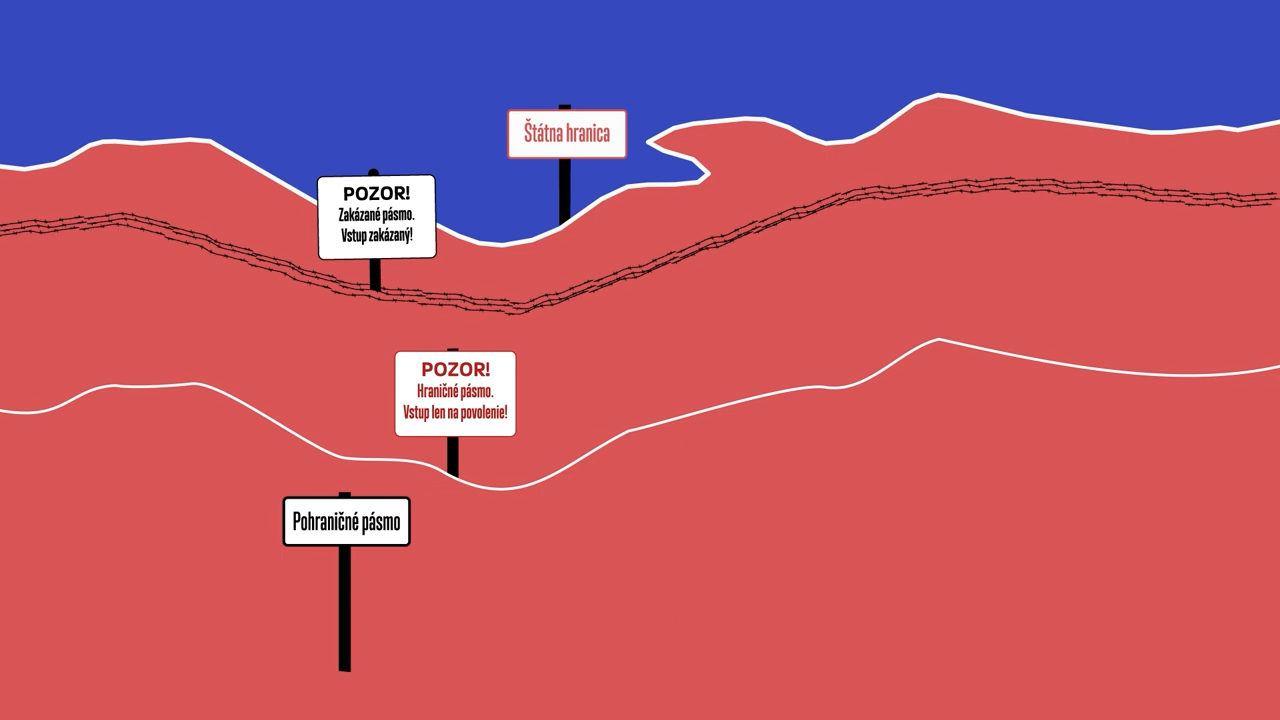 Štátna hranica
POZOR!
Zakázané pásmo.
Vstup zakázaný!
POZOR!
Hraničné pásmo.
Vstup len na povolenie!
Pohraničné pásmo